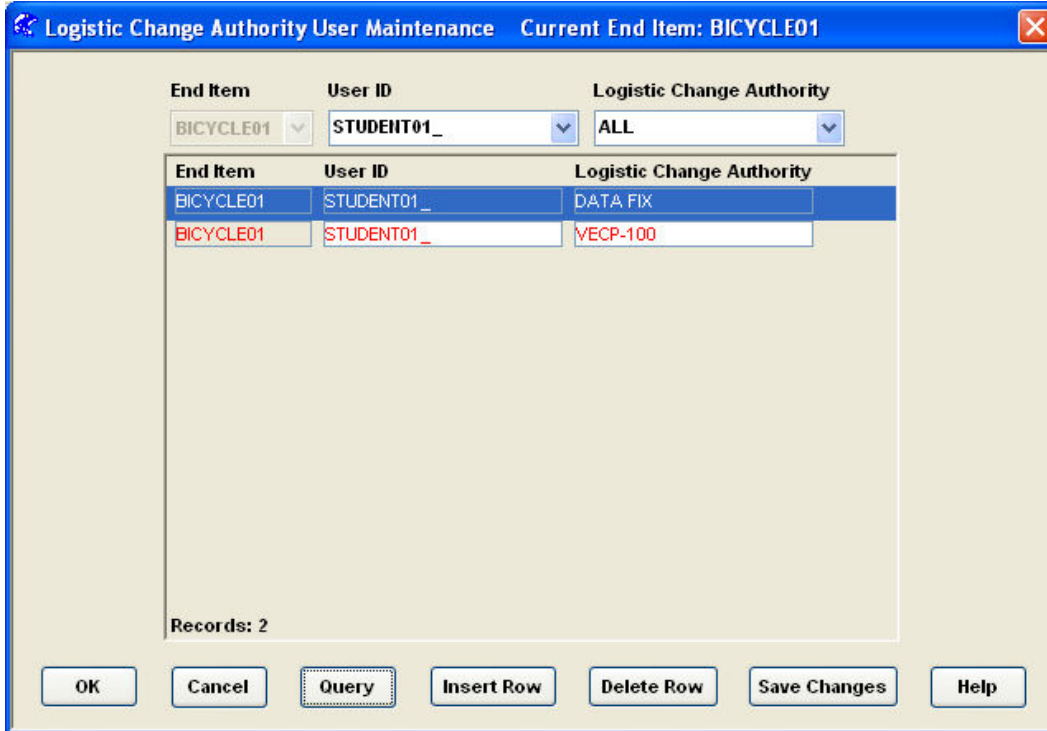 Logistic Change Authority User Maintenance Current End Item: BICYCLE01
End Item User ID Logistic Change Authority
BICYCLE01 STUDENT01_ ALL
End Item User ID Logistic Change Authority
BICYCLE01 STUDENT01_ DATA FIX
BICYCLE01 STUDENT01_ VECP-100
Records: 2
OK Cancel Query Insert Row Delete Row Save Changes Help